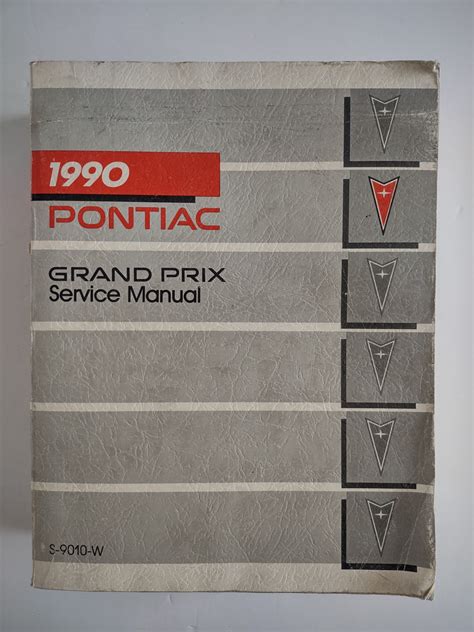 1990
PONTIAC
GRAND PRIX
Service Manual
S-9010-W